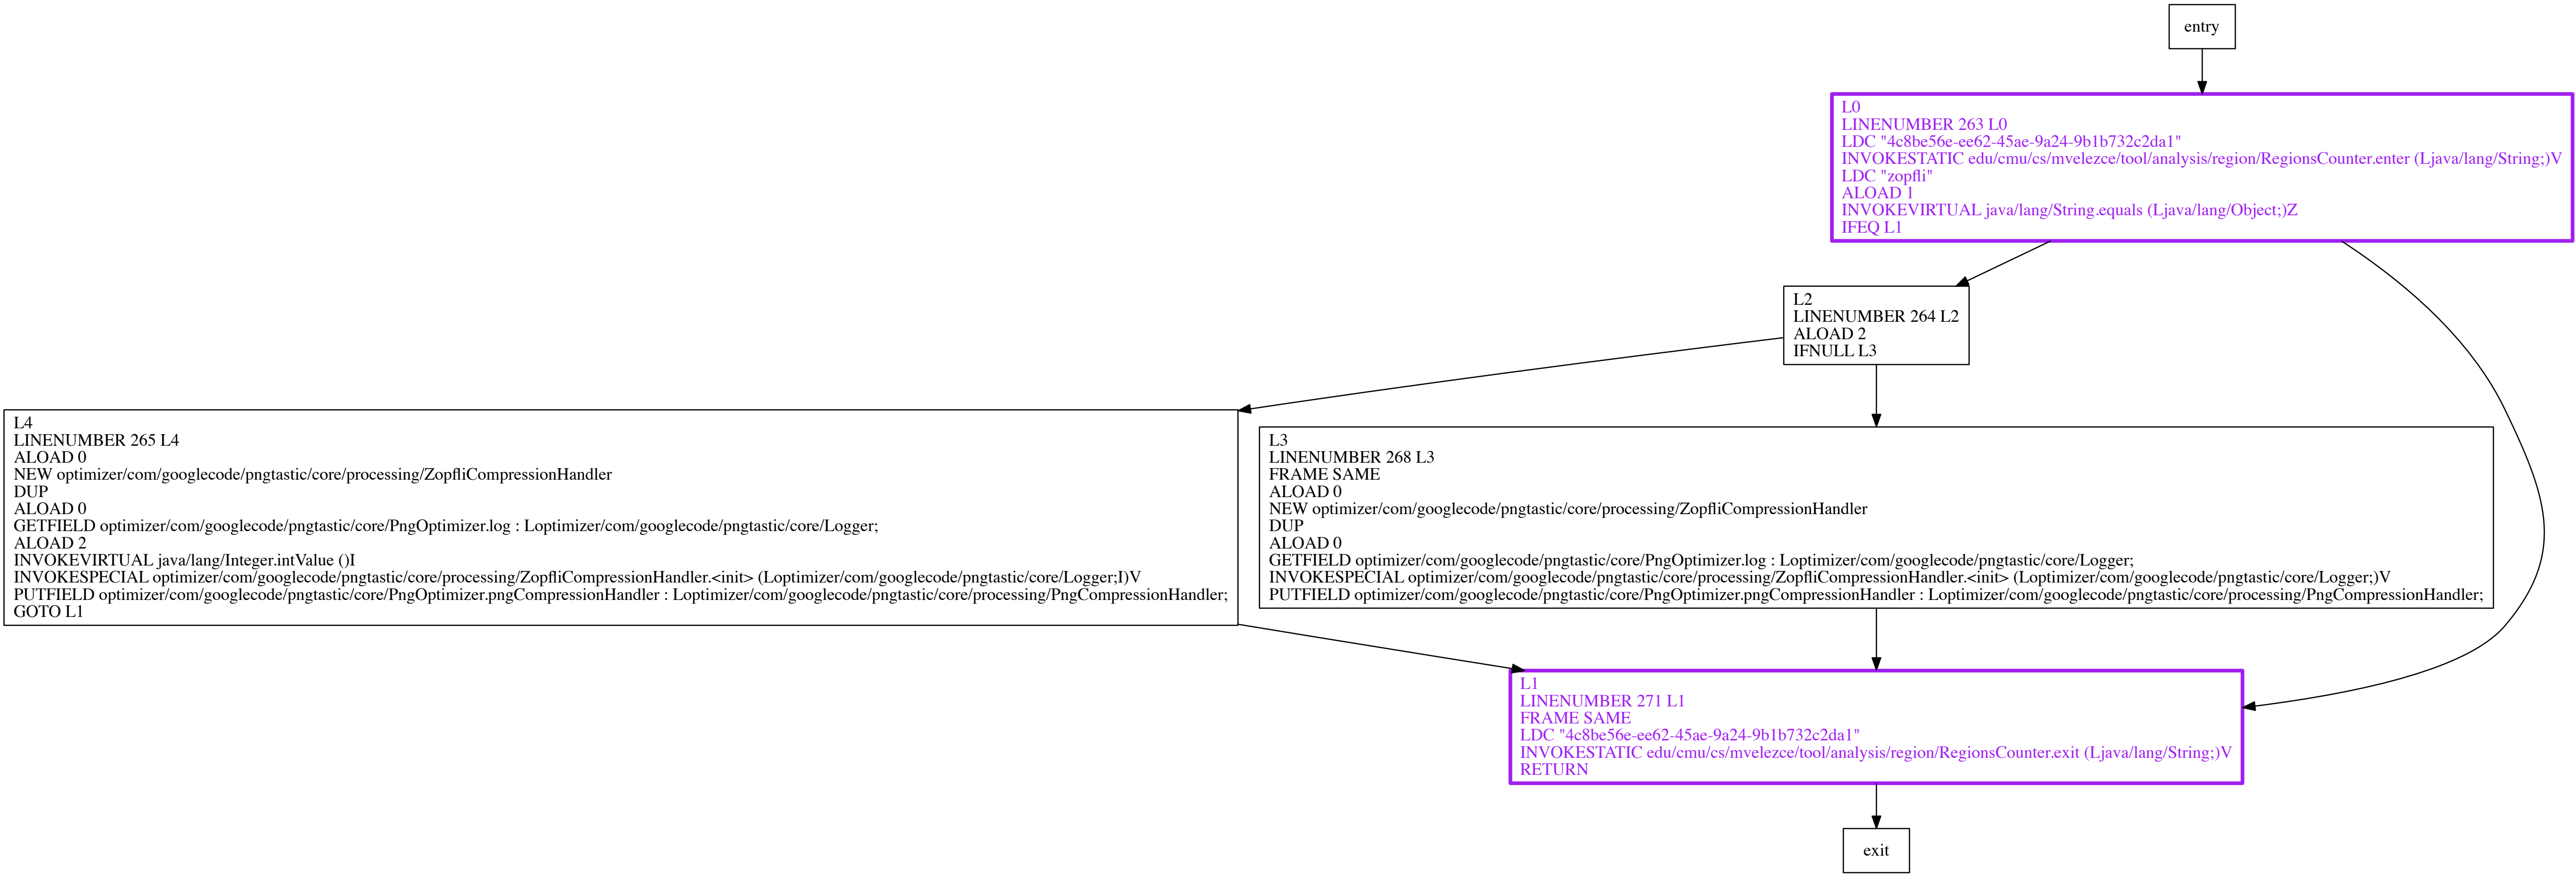 entry
L0
LINENUMBER 263 L0
LDC "4c8be56e-ee62-45ae-9a24-9b1b732c2da1"
INVOKESTATIC edu/cmu/cs/mvelezce/tool/analysis/region/RegionsCounter.enter (Ljava/lang/String;)V
LDC "zopfli"
ALOAD 1
INVOKEVIRTUAL java/lang/String.equals (Ljava/lang/Object;)Z
IFEQ L1
L2
LINENUMBER 264 L2
ALOAD 2
IFNULL L3
L4
LINENUMBER 265 L4
ALOAD 0
NEW optimizer/com/googlecode/pngtastic/core/processing/ZopfliCompressionHandler
DUP
ALOAD 0
GETFIELD optimizer/com/googlecode/pngtastic/core/PngOptimizer.log : Loptimizer/com/googlecode/pngtastic/core/Logger;
ALOAD 2
INVOKEVIRTUAL java/lang/Integer.intValue ()I
INVOKESPECIAL optimizer/com/googlecode/pngtastic/core/processing/ZopfliCompressionHandler.<init> (Loptimizer/com/googlecode/pngtastic/core/Logger;I)V
PUTFIELD optimizer/com/googlecode/pngtastic/core/PngOptimizer.pngCompressionHandler : Loptimizer/com/googlecode/pngtastic/core/processing/PngCompressionHandler;
GOTO L1
L3
LINENUMBER 268 L3
FRAME SAME
ALOAD 0
NEW optimizer/com/googlecode/pngtastic/core/processing/ZopfliCompressionHandler
DUP
ALOAD 0
GETFIELD optimizer/com/googlecode/pngtastic/core/PngOptimizer.log : Loptimizer/com/googlecode/pngtastic/core/Logger;
INVOKESPECIAL optimizer/com/googlecode/pngtastic/core/processing/ZopfliCompressionHandler.<init> (Loptimizer/com/googlecode/pngtastic/core/Logger;)V
PUTFIELD optimizer/com/googlecode/pngtastic/core/PngOptimizer.pngCompressionHandler : Loptimizer/com/googlecode/pngtastic/core/processing/PngCompressionHandler;
L1
LINENUMBER 271 L1
FRAME SAME
LDC "4c8be56e-ee62-45ae-9a24-9b1b732c2da1"
INVOKESTATIC edu/cmu/cs/mvelezce/tool/analysis/region/RegionsCounter.exit (Ljava/lang/String;)V
RETURN
exit